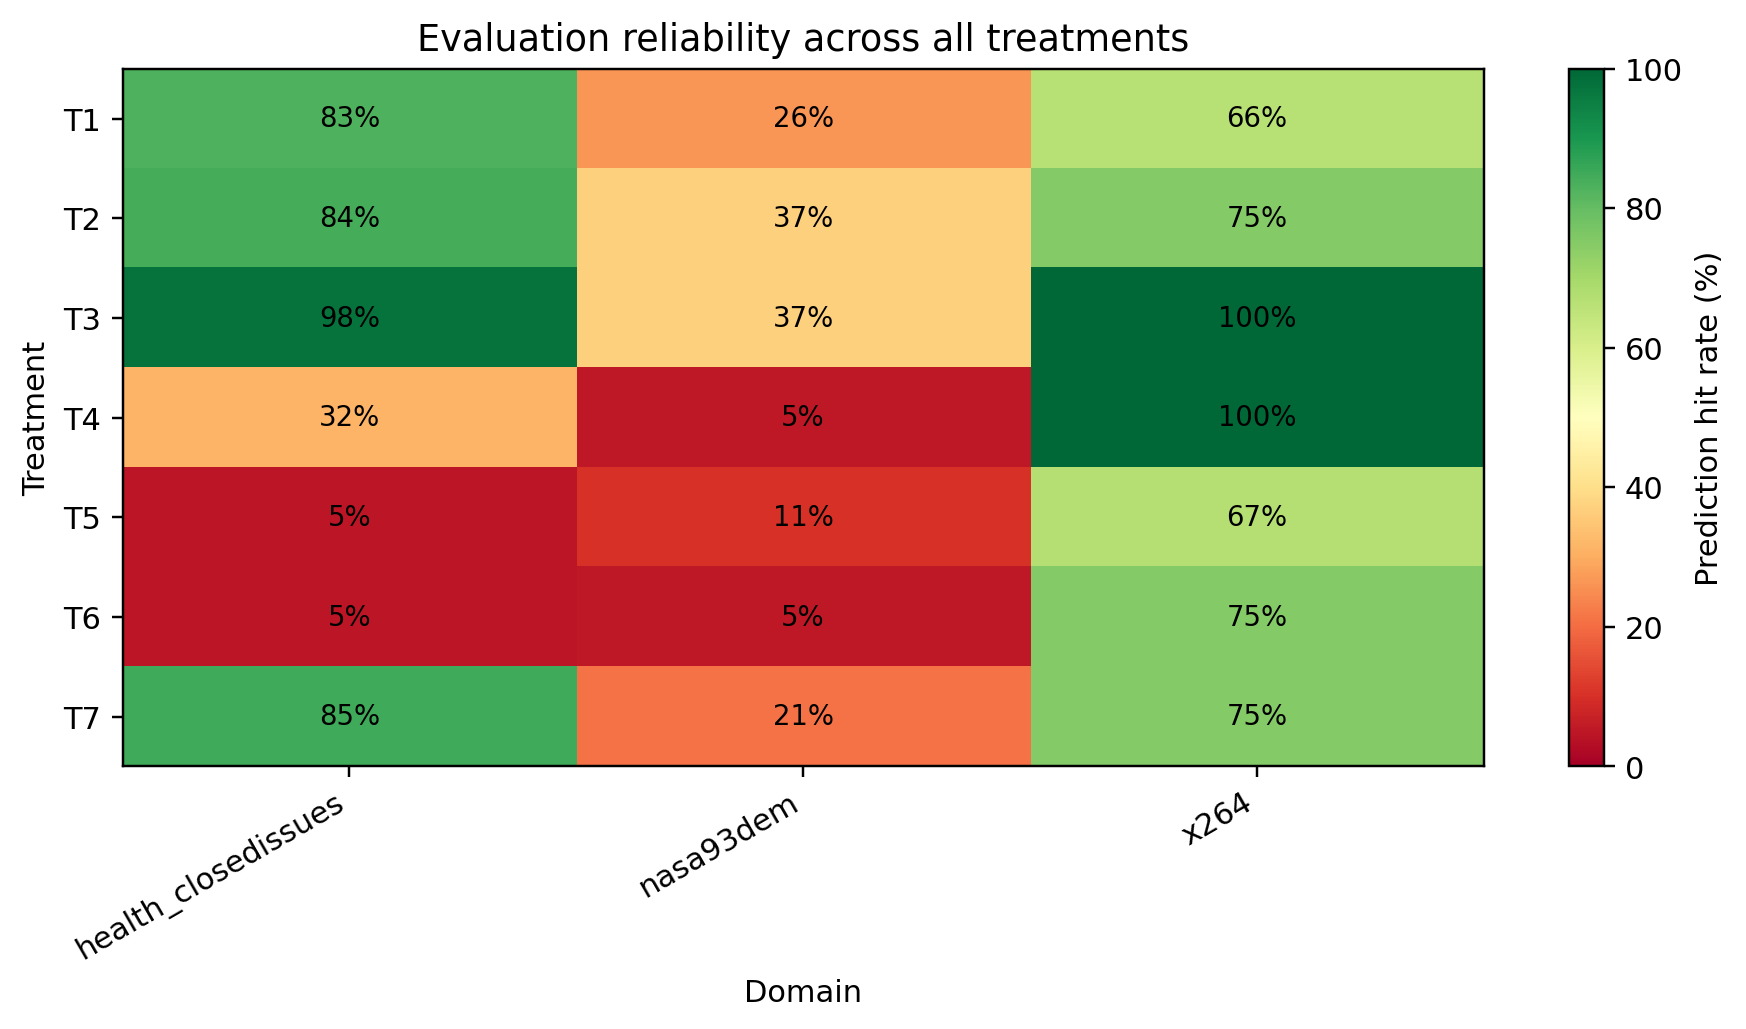 Evaluation reliability across all treatments
Treatment
T1 83% 26% 66%
T2 84% 37% 75%
T3 98% 37% 100%
T4 32% 5% 100%
T5 5% 11% 67%
T6 5% 5% 75%
T7 85% 21% 75%
health_closedissues nasa93dem x264
Domain
100
80
60
40
20
0
Prediction hit rate (%)